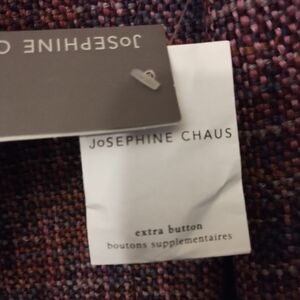 JoSEPHINE C
JoSEPHINE CHAUS
extra button
boutons supplementaires